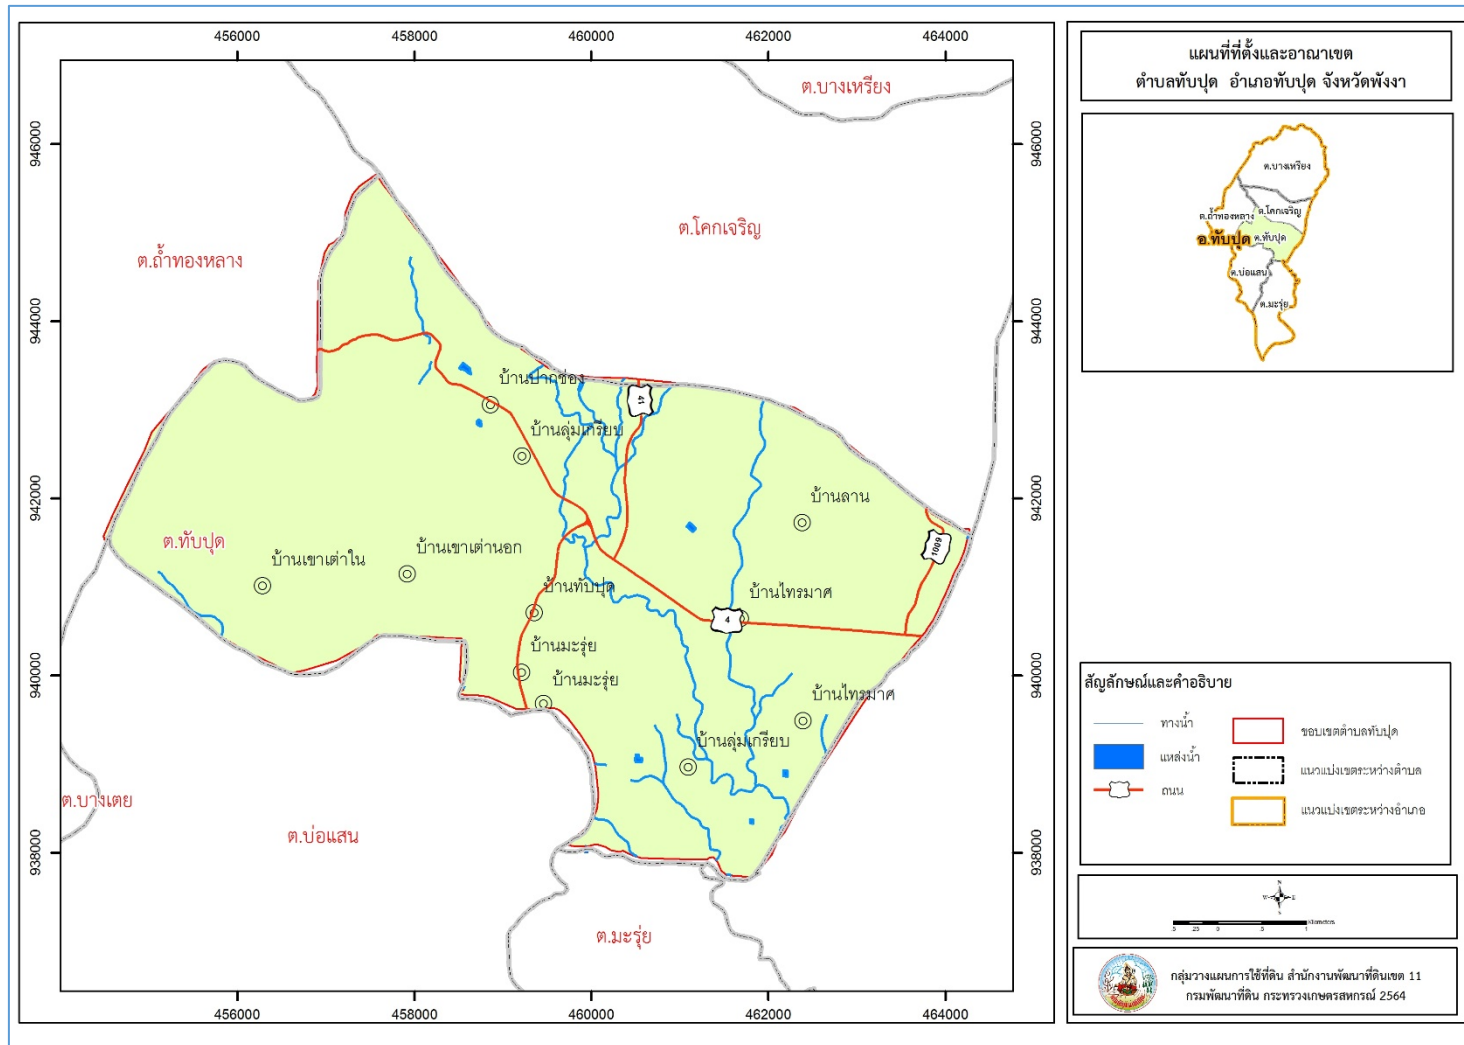 แผนที่ที่ตั้งและอาณาเขต
ตำบลทับปุด อำเภอทับปุด จังหวัดพังงา
456000 458000 460000 462000 464000
ต.บางเหรียง
946000 946000
ต.โคกเจริญ
ต.ถ้ำทองหลาง
944000 944000
บ้านปากช่อง
41
บ้านลุ่มเกรียบ
942000 942000
บ้านลาน
ต.ทับปุด
บ้านเขาเต่าใน
บ้านเขาเต่านอก
1009
บ้านทับปุด
บ้านไทรมาศ
4
940000 940000
บ้านมะรุ่ย
บ้านมะรุ่ย
บ้านไทรมาศ
บ้านลุ่มเกรียบ
ต.บางเตย
ต.บ่อแสน
938000 938000
ต.มะรุ่ย
456000 458000 460000 462000 464000
ต.บางเหรียง
ต.ถ้ำทองหลาง
ต.โคกเจริญ
อ.ทับปุด
ต.ทับปุด
ต.บ่อแสน
ต.มะรุ่ย
สัญลักษณ์และคำอธิบาย
ทางน้ำ
แหล่งน้ำ
ถนน
ขอบเขตตำบลทับปุด
แนวแบ่งเขตระหว่างตำบล
แนวแบ่งเขตระหว่างอำเภอ
N
W E
S
.5 .25 0 .5 1 Kilometers
กลุ่มวางแผนการใช้ที่ดิน สำนักงานพัฒนาที่ดินเขต 11
กรมพัฒนาที่ดิน กระทรวงเกษตรสหกรณ์ 2564